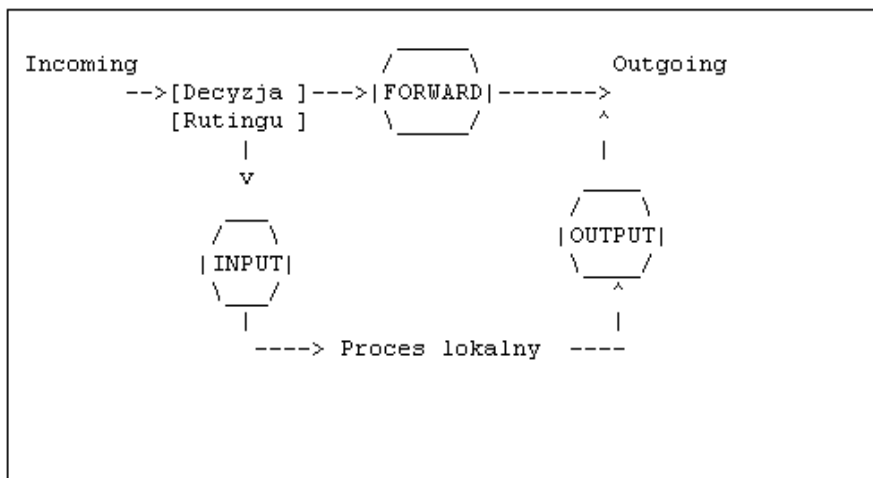 Incoming Outgoing
-->[Decyzja ]--->|FORWARD|------->
[Rutingu ]
|INPUT|
|OUTPUT|
----> Proces lokalny ----